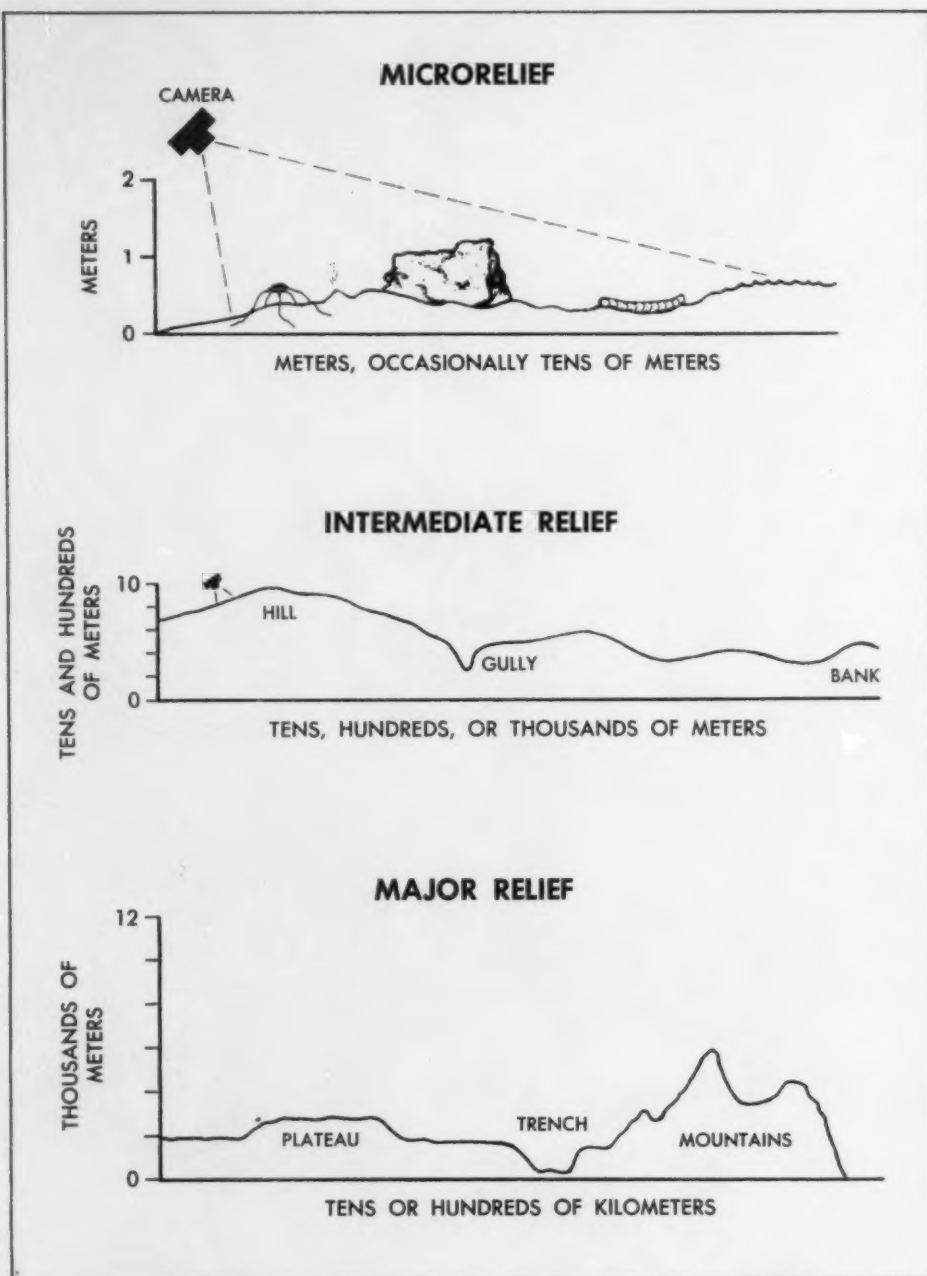 MICRORELIEF
CAMERA
2
1
0
METERS
METERS, OCCASIONALLY TENS OF METERS
INTERMEDIATE RELIEF
TENS AND HUNDREDS
OF METERS
10
0
HILL
GULLY
BANK
TENS, HUNDREDS, OR THOUSANDS OF METERS
MAJOR RELIEF
12
0
THOUSANDS OF
METERS
PLATEAU
TRENCH
MOUNTAINS
TENS OR HUNDREDS OF KILOMETERS